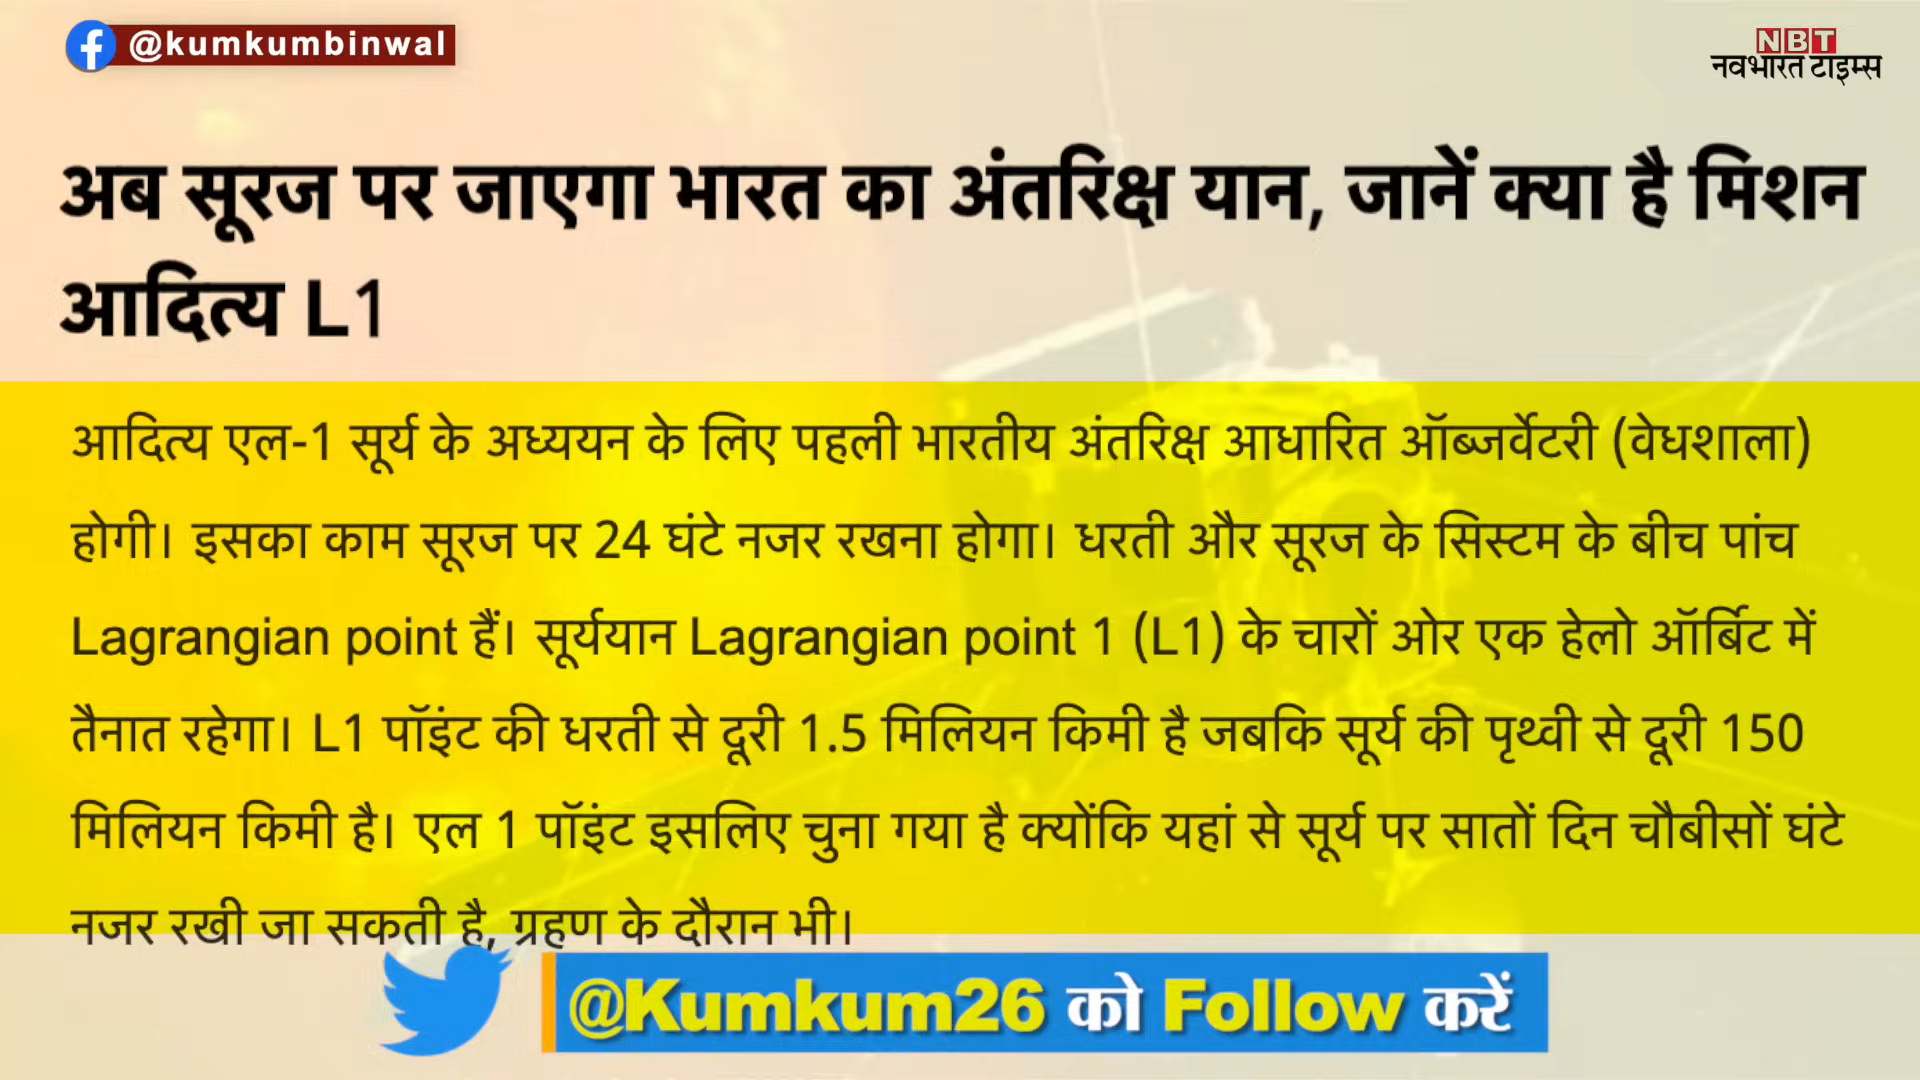 @kumkumbinwal
NBT
नवभारत टाइम्स
अब सूरज पर जाएगा भारत का अंतरिक्ष यान, जानें क्या है मिशन
आदित्य L1
आदित्य एल-1 सूर्य के अध्ययन के लिए पहली भारतीय अंतरिक्ष आधारित ऑब्जर्वेटरी (वेधशाला)
होगी। इसका काम सूरज पर 24 घंटे नजर रखना होगा। धरती और सूरज के सिस्टम के बीच पांच
Lagrangian point हैं। सूर्ययान Lagrangian point 1 (L1) के चारों ओर एक हेलो ऑर्बिट में
तैनात रहेगा। L1 पॉइंट की धरती से दूरी 1.5 मिलियन किमी है जबकि सूर्य की पृथ्वी से दूरी 150
मिलियन किमी है। एल 1 पॉइंट इसलिए चुना गया है क्योंकि यहां से सूर्य पर सातों दिन चौबीसों घंटे
नजर रखी जा सकती है, ग्रहण के दौरान भी।
@Kumkum26 को Follow करें